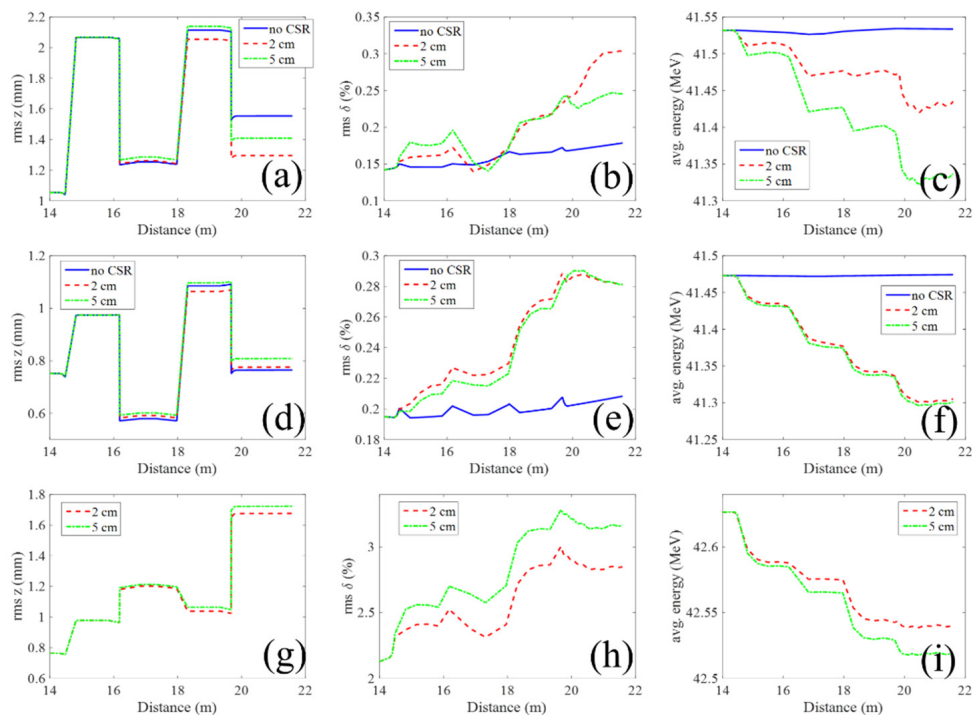 2.2
2
1.8
1.6
1.4
1.2
1
rms z (mm)
14 16 18 20 22
Distance (m)
no CSR
2 cm
5 cm
(a)
0.35
0.3
0.25
0.2
0.15
0.1
rms δ (%)
14 16 18 20 22
Distance (m)
no CSR
2 cm
5 cm
(b)
41.55
41.5
41.45
41.4
41.35
41.3
avg. energy (MeV)
14 16 18 20 22
Distance (m)
no CSR
2 cm
5 cm
(c)
1.2
1
0.8
0.6
rms z (mm)
14 16 18 20 22
Distance (m)
no CSR
2 cm
5 cm
(d)
0.3
0.28
0.26
0.24
0.22
0.2
0.18
rms δ (%)
14 16 18 20 22
Distance (m)
no CSR
2 cm
5 cm
(e)
41.5
41.45
41.4
41.35
41.3
41.25
avg. energy (MeV)
14 16 18 20 22
Distance (m)
no CSR
2 cm
5 cm
(f)
1.8
1.6
1.4
1.2
1
0.8
0.6
rms z (mm)
14 16 18 20 22
Distance (m)
2 cm
5 cm
(g)
3
2.5
2
rms δ (%)
14 16 18 20 22
Distance (m)
2 cm
5 cm
(h)
42.6
42.55
42.5
avg. energy (MeV)
14 16 18 20 22
Distance (m)
2 cm
5 cm
(i)